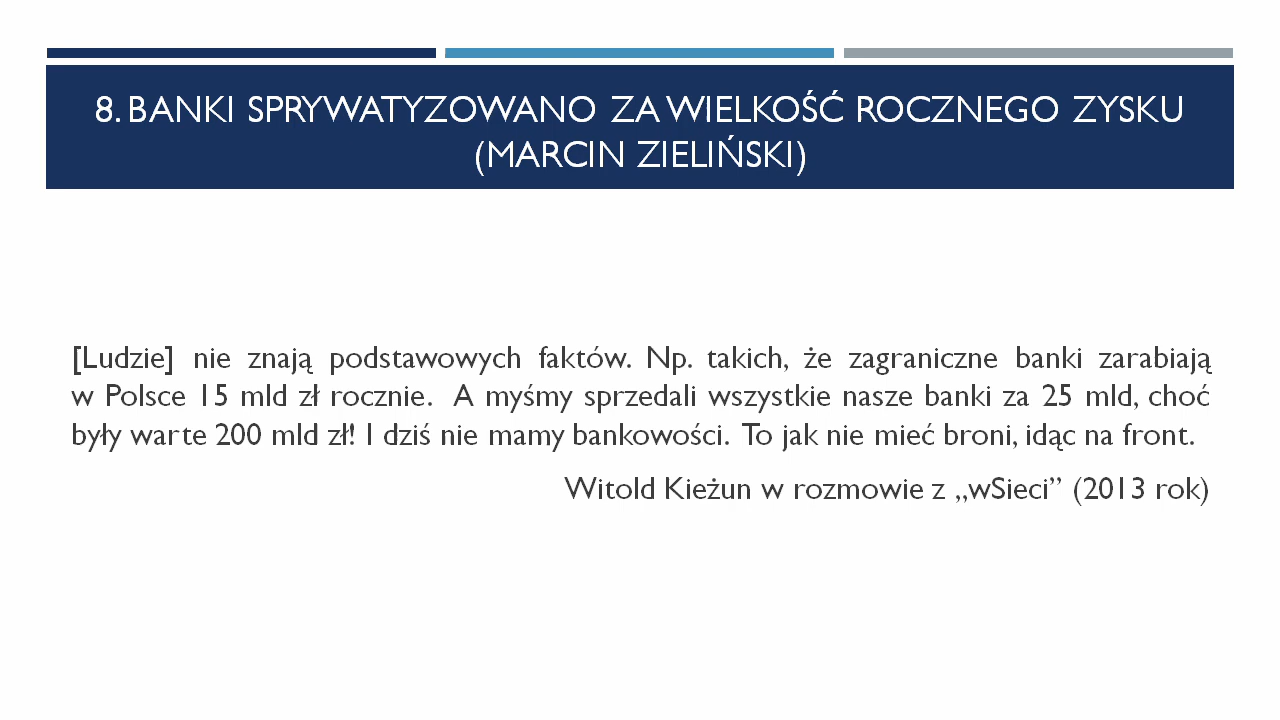 8. BANKI SPRYWATYZOWANO ZA WIELKOŚĆ ROCZNEGO ZYSKU
(MARCIN ZIELIŃSKI)
[Ludzie] nie znają podstawowych faktów. Np. takich, że zagraniczne banki zarabiają
w Polsce 15 mld zł rocznie. A myśmy sprzedali wszystkie nasze banki za 25 mld, choć
były warte 200 mld zł! I dziś nie mamy bankowości. To jak nie mieć broni, idąc na front.
Witold Kieżun w rozmowie z „wSieci” (2013 rok)